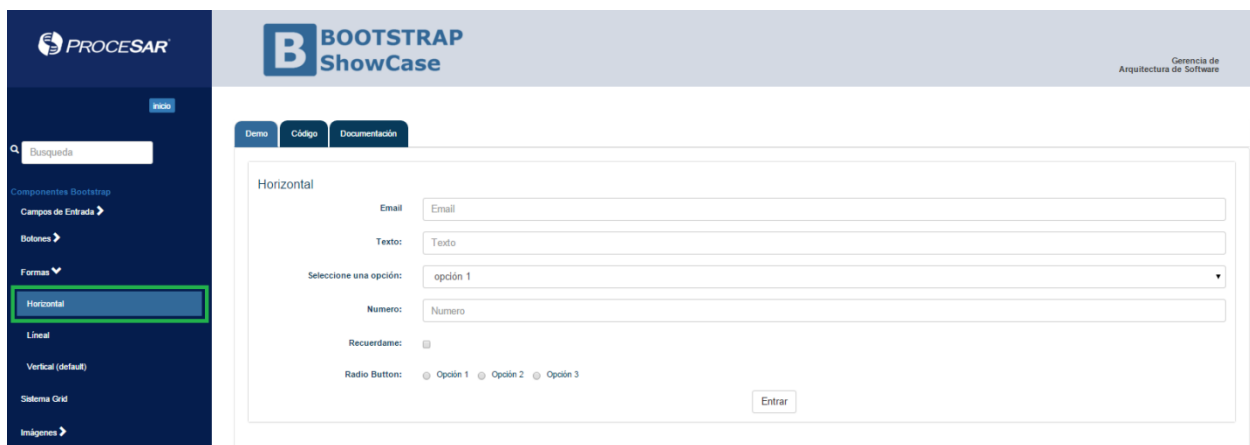 PROCESAR
inicio
Busqueda
Componentes Bootstrap
Campos de Entrada
Botones
Formas
Horizontal
Líneal
Vertical (default)
Sistema Grid
Imágenes
B BOOTSTRAP
ShowCase
Gerencia de
Arquitectura de Software
Demo Código Documentación
Horizontal
Email Email
Texto: Texto
Seleccione una opción: opción 1
Numero: Numero
Recuerdame:
Radio Button: Opción 1 Opción 2 Opción 3
Entrar